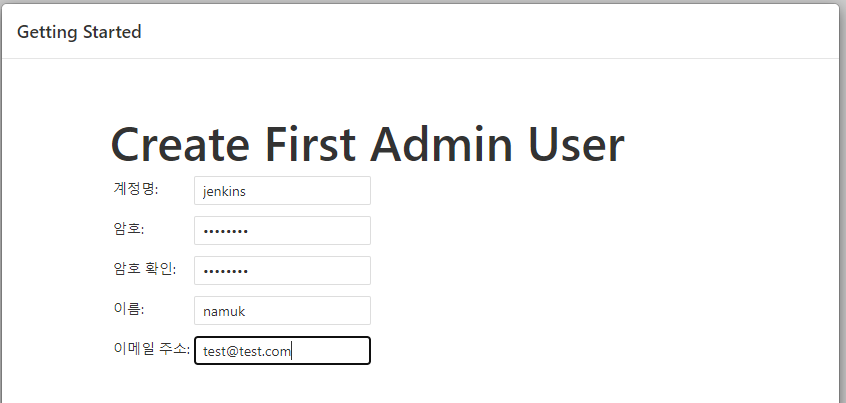 Getting Started
Create First Admin User
계정명: jenkins
암호: ••••••••
암호 확인: ••••••••
이름: namuk
이메일 주소: test@test.com